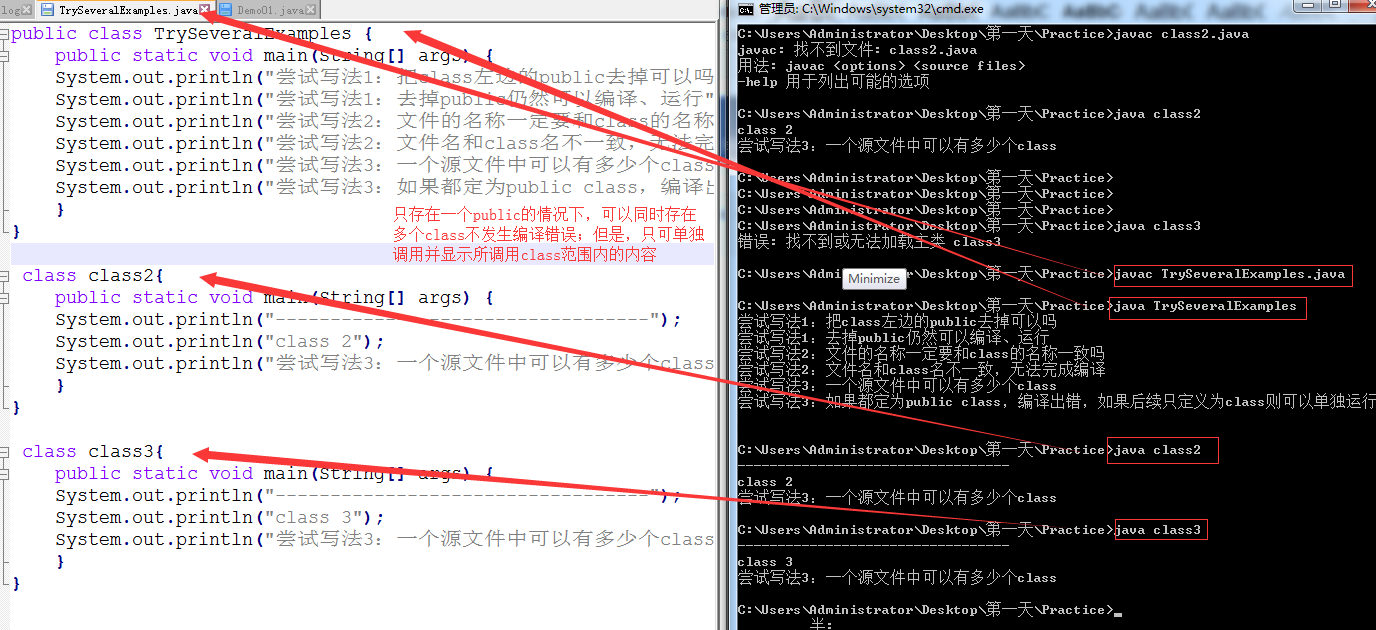 log
TrySeveralExamples.java
Demo01.java
public class TrySeveralExamples {
public static void main(String[] args) {
System.out.println("尝试写法1：把class左边的public去掉可以吗
System.out.println("尝试写法1：去掉public仍然可以编译、运行"
System.out.println("尝试写法2：文件的名称一定要和class的名称
System.out.println("尝试写法2：文件名和class名不一致，无法完
System.out.println("尝试写法3：一个源文件中可以有多少个class
System.out.println("尝试写法3：如果都定为public class，编译出
}
}
只存在一个public的情况下，可以同时存在
多个class不发生编译错误；但是，只可单独
调用并显示所调用class范围内的内容
class class2{
public static void main(String[] args) {
System.out.println("----------------------------------");
System.out.println("class 2");
System.out.println("尝试写法3：一个源文件中可以有多少个class
}
}
class class3{
public static void main(String[] args) {
System.out.println("----------------------------------");
System.out.println("class 3");
System.out.println("尝试写法3：一个源文件中可以有多少个class
}
}
管理员: C:\Windows\system32\cmd.exe
C:\Users\Administrator\Desktop\第一天\Practice>javac class2.java
javac: 找不到文件: class2.java
用法: javac <options> <source files>
-help 用于列出可能的选项
C:\Users\Administrator\Desktop\第一天\Practice>java class2
class 2
尝试写法3：一个源文件中可以有多少个class
C:\Users\Administrator\Desktop\第一天\Practice>
C:\Users\Administrator\Desktop\第一天\Practice>
C:\Users\Administrator\Desktop\第一天\Practice>
C:\Users\Administrator\Desktop\第一天\Practice>java class3
错误: 找不到或无法加载主类 class3
C:\Users\Administrator\Desktop\第一天\Practice>javac TrySeveralExamples.java
Minimize
C:\Users\Administrator\Desktop\第一天\Practice>java TrySeveralExamples
尝试写法1：把class左边的public去掉可以吗
尝试写法1：去掉public仍然可以编译、运行
尝试写法2：文件的名称一定要和class的名称一致吗
尝试写法2：文件名和class名不一致，无法完成编译
尝试写法3：一个源文件中可以有多少个class
尝试写法3：如果都定为public class，编译出错，如果后续只定义为class则可以单独运行
C:\Users\Administrator\Desktop\第一天\Practice>java class2
----------------------------------
class 2
尝试写法3：一个源文件中可以有多少个class
C:\Users\Administrator\Desktop\第一天\Practice>java class3
----------------------------------
class 3
尝试写法3：一个源文件中可以有多少个class
C:\Users\Administrator\Desktop\第一天\Practice>
半: